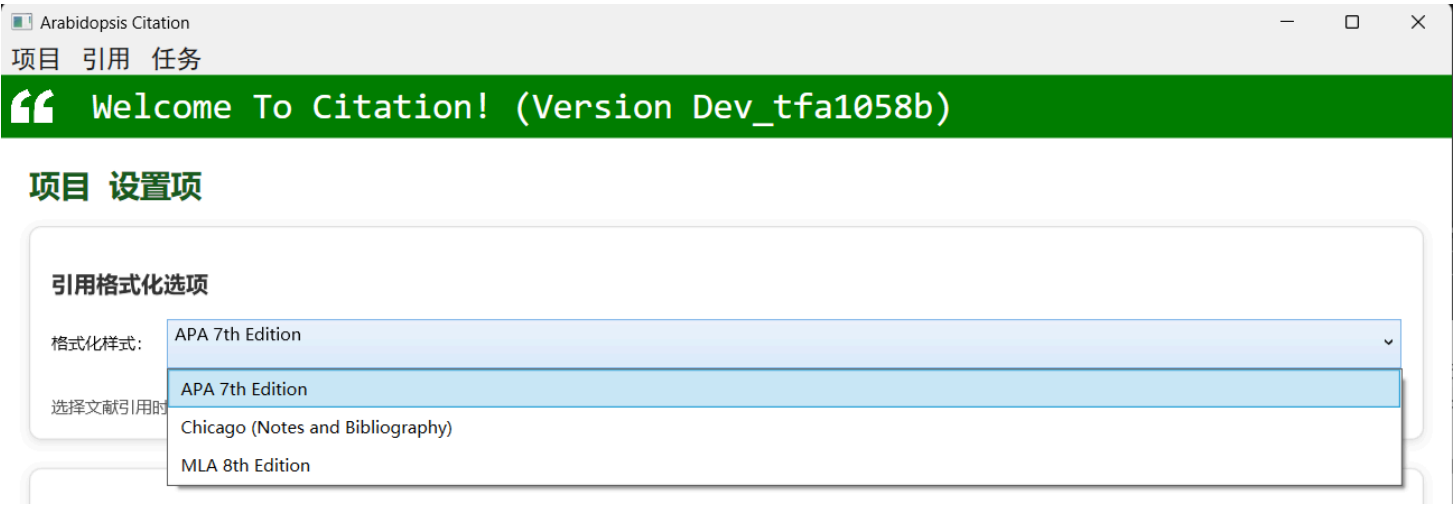 Arabidopsis Citation
项目 引用 任务
Welcome To Citation! (Version Dev_tfa1058b)
项目 设置项
引用格式化选项
格式化样式:
APA 7th Edition
APA 7th Edition
选择文献引用时
Chicago (Notes and Bibliography)
MLA 8th Edition